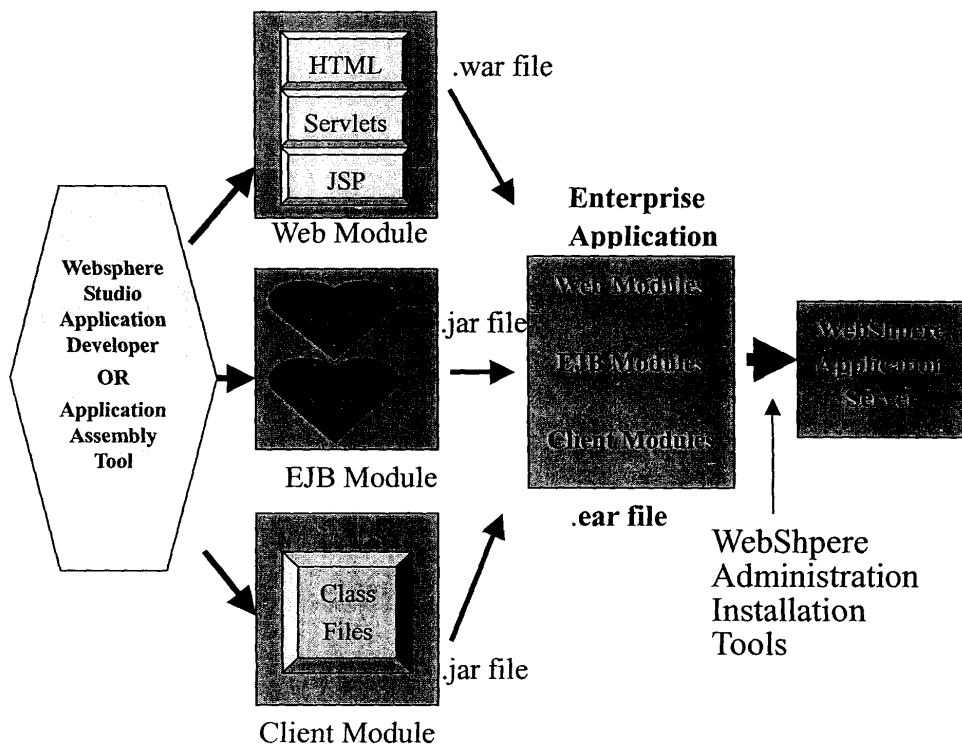 HTML
Servlets
JSP
Web Module
.war file
Websphere
Studio
Application
Developer
OR
Application
Assembly
Tool
EJB Module
.jar file
Class
Files
Client Module
.jar file
Enterprise
Application
Web Modules
EJB Modules
Client Modules
.ear file
WebShpere
Application
Server
WebShpere
Administration
Installation
Tools